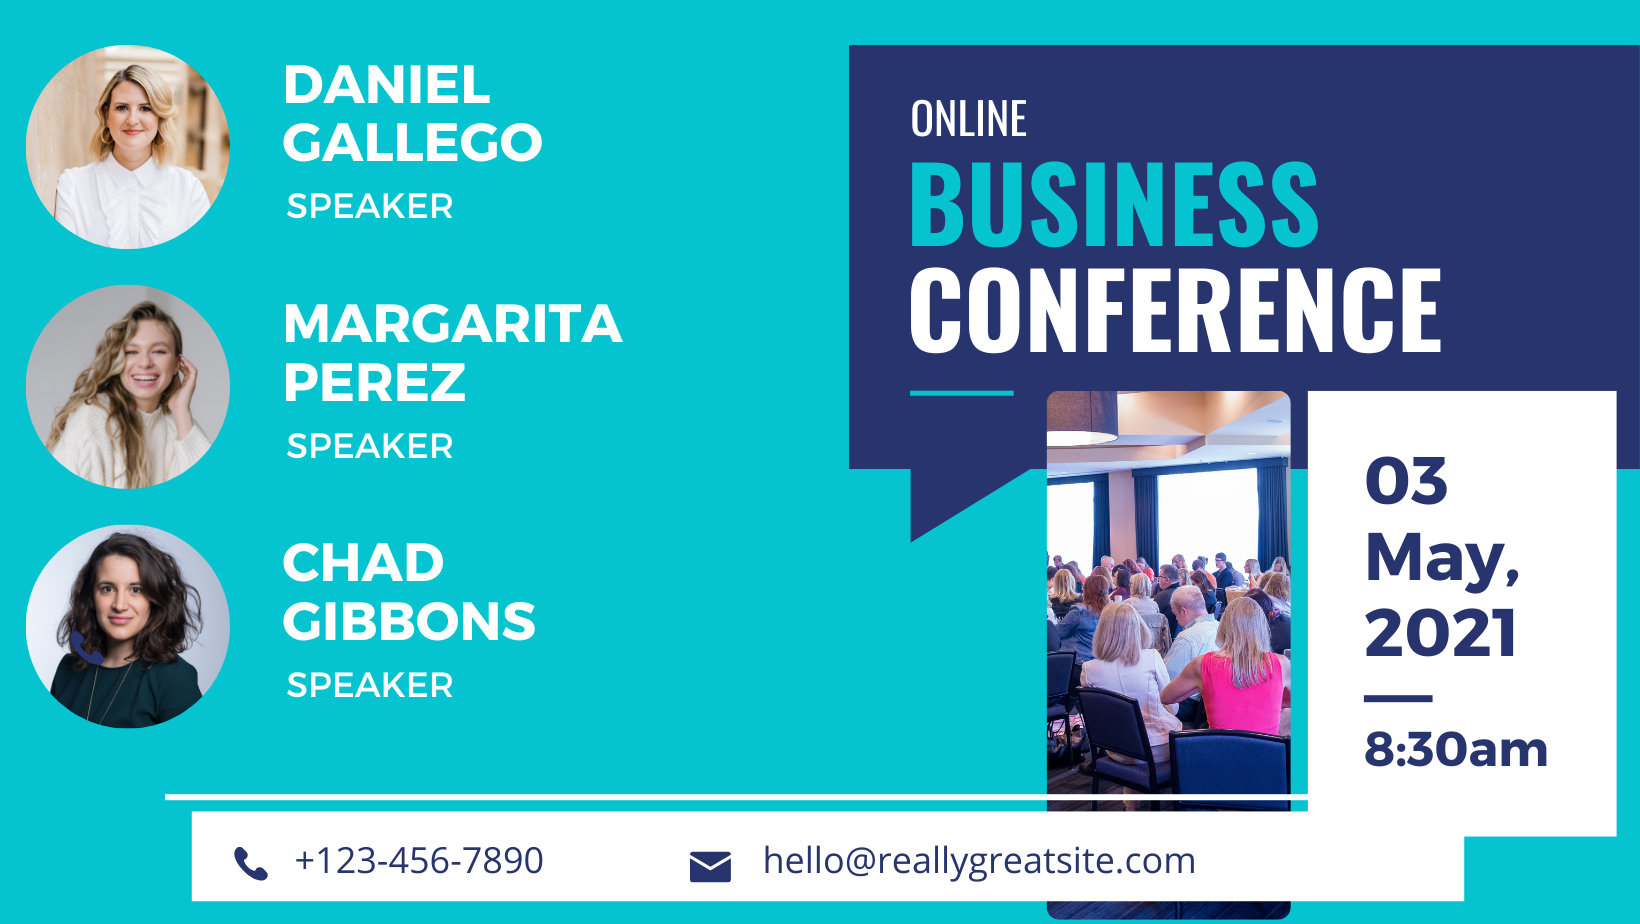 DANIEL
GALLEGO
SPEAKER
MARGARITA
PEREZ
SPEAKER
CHAD
GIBBONS
SPEAKER
ONLINE
BUSINESS
CONFERENCE
03
May,
2021
8:30am
+123-456-7890
hello@reallygreatsite.com